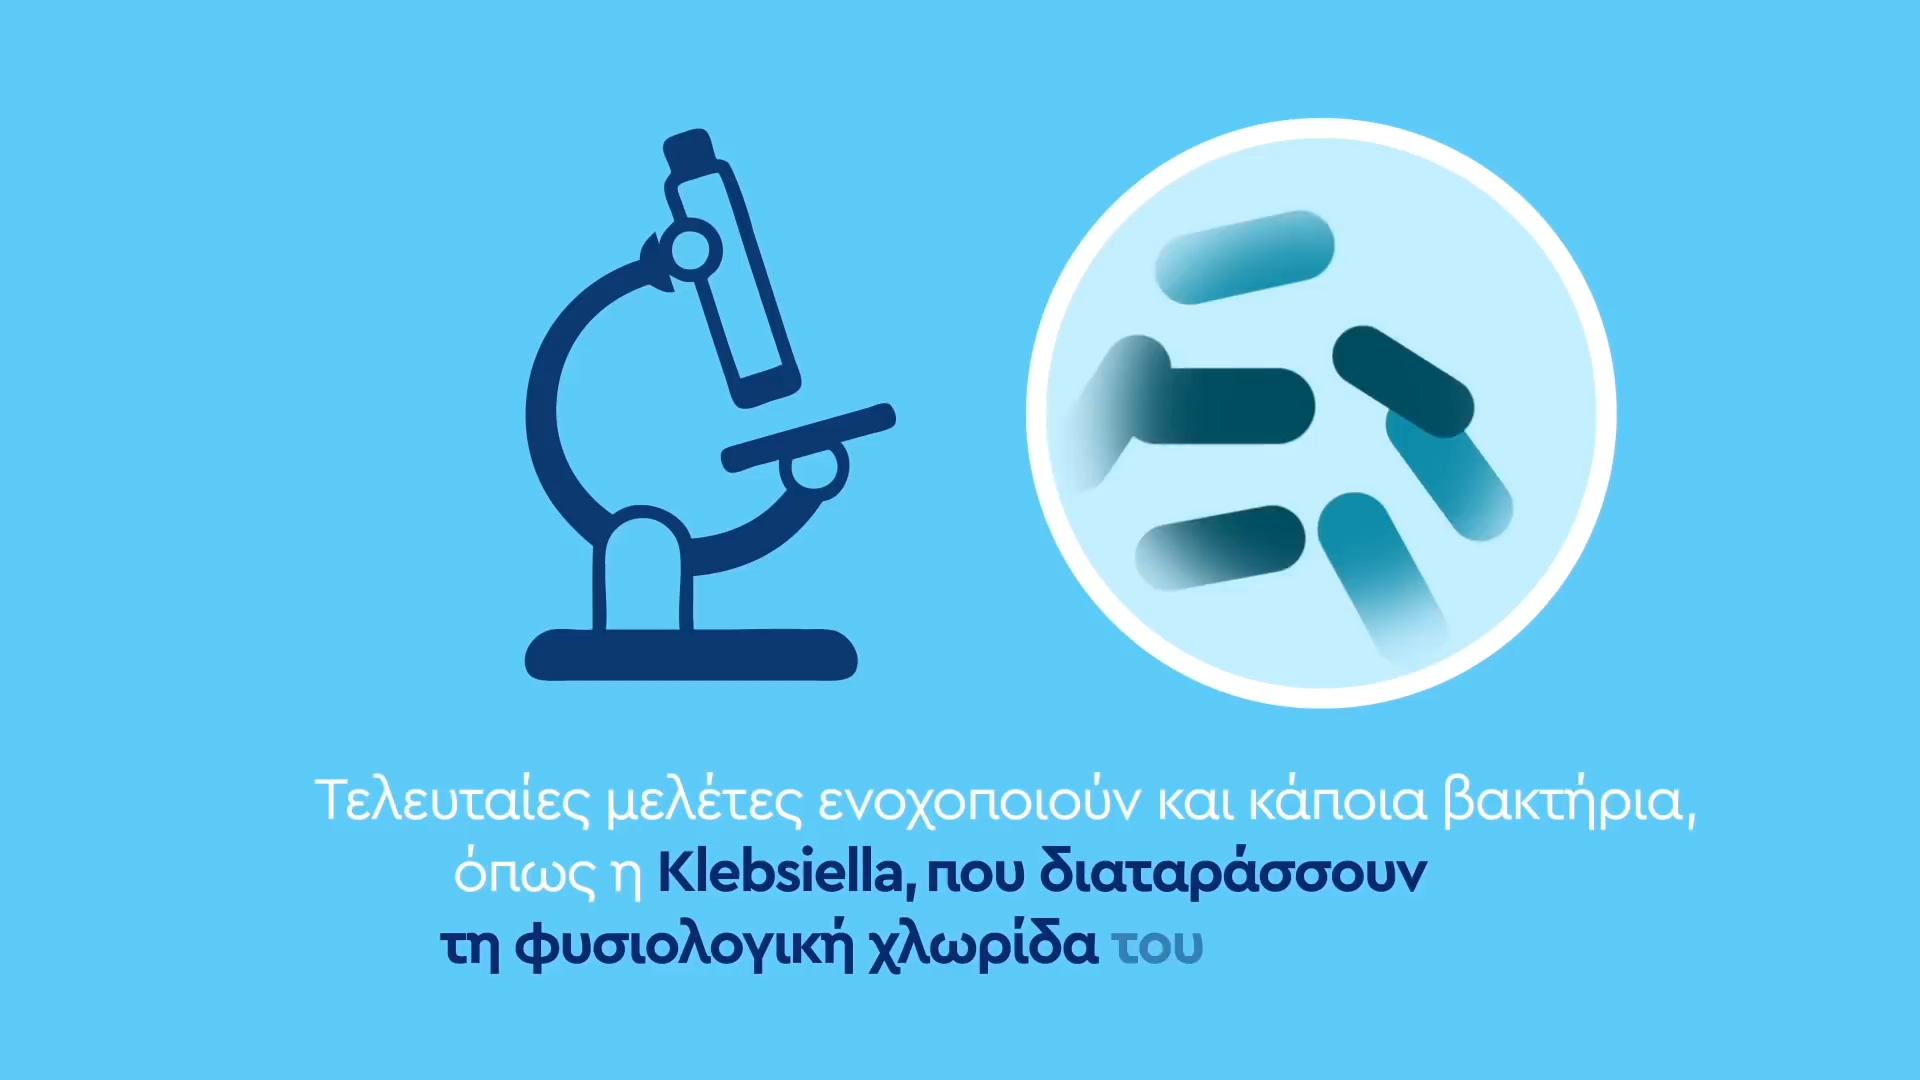 Τελευταίες μελέτες ενοχοποιούν και κάποια βακτήρια,
όπως η Klebsiella, που διαταράσσουν
τη φυσιολογική χλωρίδα του